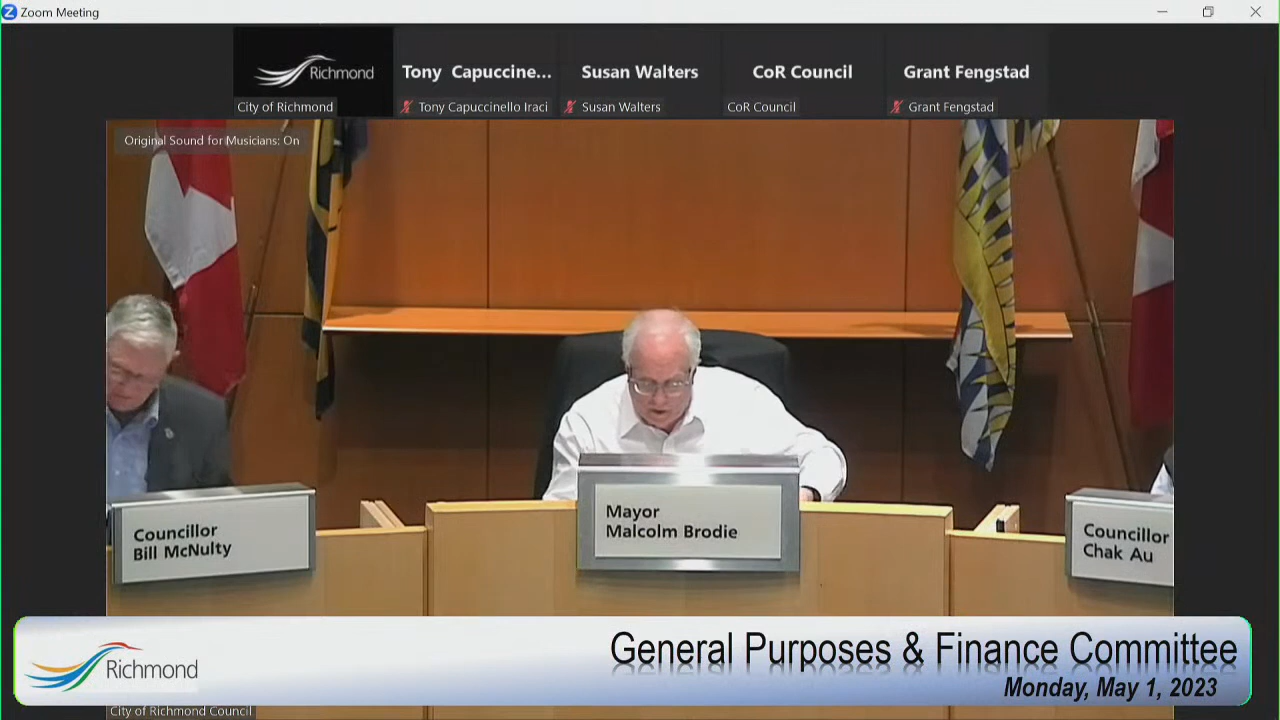 Zoom Meeting
Richmond
Tony Capuccine...
Susan Walters
CoR Council
Grant Fengstad
City of Richmond
Tony Capuccinello Iraci
Susan Walters
CoR Council
Grant Fengstad
Original Sound for Musicians: On
Councillor
Bill McNulty
Mayor
Malcolm Brodie
Councillor
Chak Au
Richmond
General Purposes & Finance Committee
Monday, May 1, 2023
City of Richmond Council